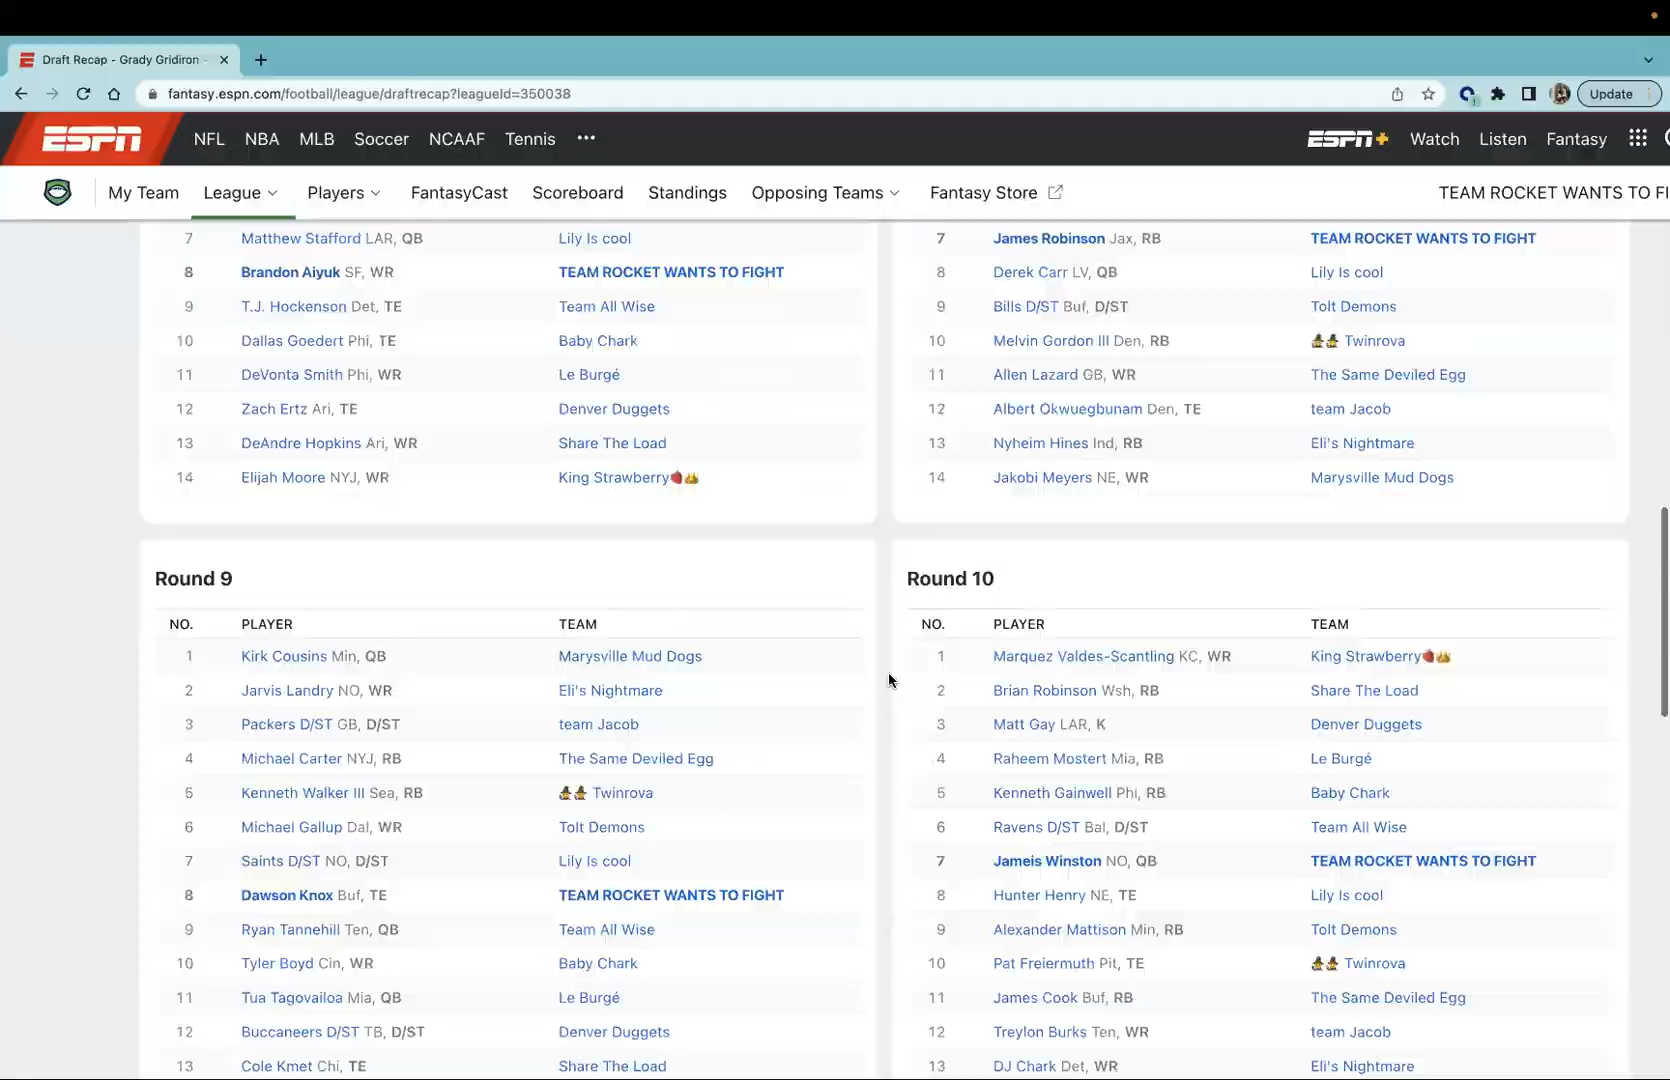 Draft Recap - Grady Gridiron -
fantasy.espn.com/football/league/draftrecap?leagueId=350038
Update
ESPN NFL NBA MLB Soccer NCAAF Tennis ESPN+ Watch Listen Fantasy
My Team League Players FantasyCast Scoreboard Standings Opposing Teams Fantasy Store TEAM ROCKET WANTS TO FI
7 Matthew Stafford LAR, QB Lily Is cool
8 Brandon Aiyuk SF, WR TEAM ROCKET WANTS TO FIGHT
9 T.J. Hockenson Det, TE Team All Wise
10 Dallas Goedert Phi, TE Baby Chark
11 DeVonta Smith Phi, WR Le Burgé
12 Zach Ertz Ari, TE Denver Duggets
13 DeAndre Hopkins Ari, WR Share The Load
14 Elijah Moore NYJ, WR King Strawberry🍓👑
7 James Robinson Jax, RB TEAM ROCKET WANTS TO FIGHT
8 Derek Carr LV, QB Lily Is cool
9 Bills D/ST Buf, D/ST Tolt Demons
10 Melvin Gordon III Den, RB Twinrova
11 Allen Lazard GB, WR The Same Deviled Egg
12 Albert Okwuegbunam Den, TE team Jacob
13 Nyheim Hines Ind, RB Eli's Nightmare
14 Jakobi Meyers NE, WR Marysville Mud Dogs
Round 9
NO. PLAYER TEAM
1 Kirk Cousins Min, QB Marysville Mud Dogs
2 Jarvis Landry NO, WR Eli's Nightmare
3 Packers D/ST GB, D/ST team Jacob
4 Michael Carter NYJ, RB The Same Deviled Egg
5 Kenneth Walker III Sea, RB Twinrova
6 Michael Gallup Dal, WR Tolt Demons
7 Saints D/ST NO, D/ST Lily Is cool
8 Dawson Knox Buf, TE TEAM ROCKET WANTS TO FIGHT
9 Ryan Tannehill Ten, QB Team All Wise
10 Tyler Boyd Cin, WR Baby Chark
11 Tua Tagovailoa Mia, QB Le Burgé
12 Buccaneers D/ST TB, D/ST Denver Duggets
13 Cole Kmet Chi, TE Share The Load
Round 10
NO. PLAYER TEAM
1 Marquez Valdes-Scantling KC, WR King Strawberry🍓👑
2 Brian Robinson Wsh, RB Share The Load
3 Matt Gay LAR, K Denver Duggets
4 Raheem Mostert Mia, RB Le Burgé
5 Kenneth Gainwell Phi, RB Baby Chark
6 Ravens D/ST Bal, D/ST Team All Wise
7 Jameis Winston NO, QB TEAM ROCKET WANTS TO FIGHT
8 Hunter Henry NE, TE Lily Is cool
9 Alexander Mattison Min, RB Tolt Demons
10 Pat Freiermuth Pit, TE Twinrova
11 James Cook Buf, RB The Same Deviled Egg
12 Treylon Burks Ten, WR team Jacob
13 DJ Chark Det, WR Eli's Nightmare